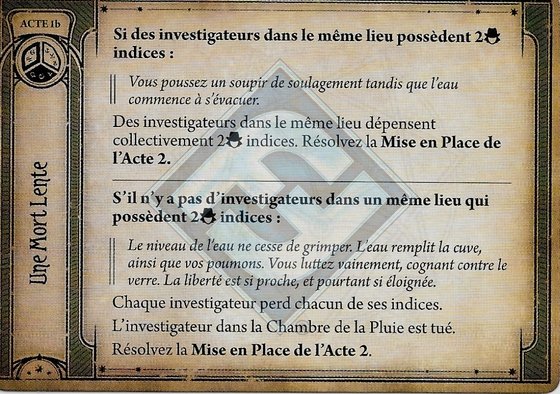 ACTE 1b
Une Mort Lente
Si des investigateurs dans le même lieu possèdent 2
indices :
Vous poussez un soupir de soulagement tandis que l'eau
commence à s'évacuer.
Des investigateurs dans le même lieu dépensent
collectivement 2 indices. Résolvez la Mise en Place de
l'Acte 2.
S'il n'y a pas d'investigateurs dans un même lieu qui
possèdent 2 indices :
Le niveau de l'eau ne cesse de grimper. L'eau remplit la cuve,
ainsi que vos poumons. Vous luttez vainement, cognant contre le
verre. La liberté est si proche, et pourtant si éloignée.
Chaque investigateur perd chacun de ses indices.
L'investigateur dans la Chambre de la Pluie est tué.
Résolvez la Mise en Place de l'Acte 2.